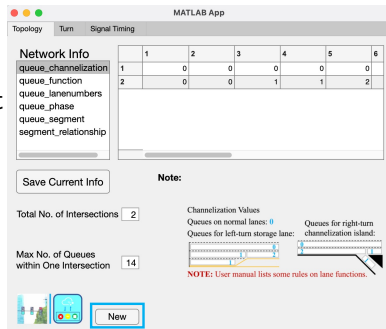 MATLAB App
Topology Turn Signal Timing
Network Info
queue_channelization
queue_function
queue_lanenumbers
queue_phase
queue_segment
segment_relationship
1 2 3 4 5 6
1 0 0 0 0 0
2 0 0 1 1 2
Save Current Info
Note:
Total No. of Intersections 2
Max No. of Queues
within One Intersection 14
Channelization Values
Queues on normal lanes: 0
Queues for left-turn storage lane:
Queues for right-turn
channelization island:
NOTE: User manual lists some rules on lane functions.
New